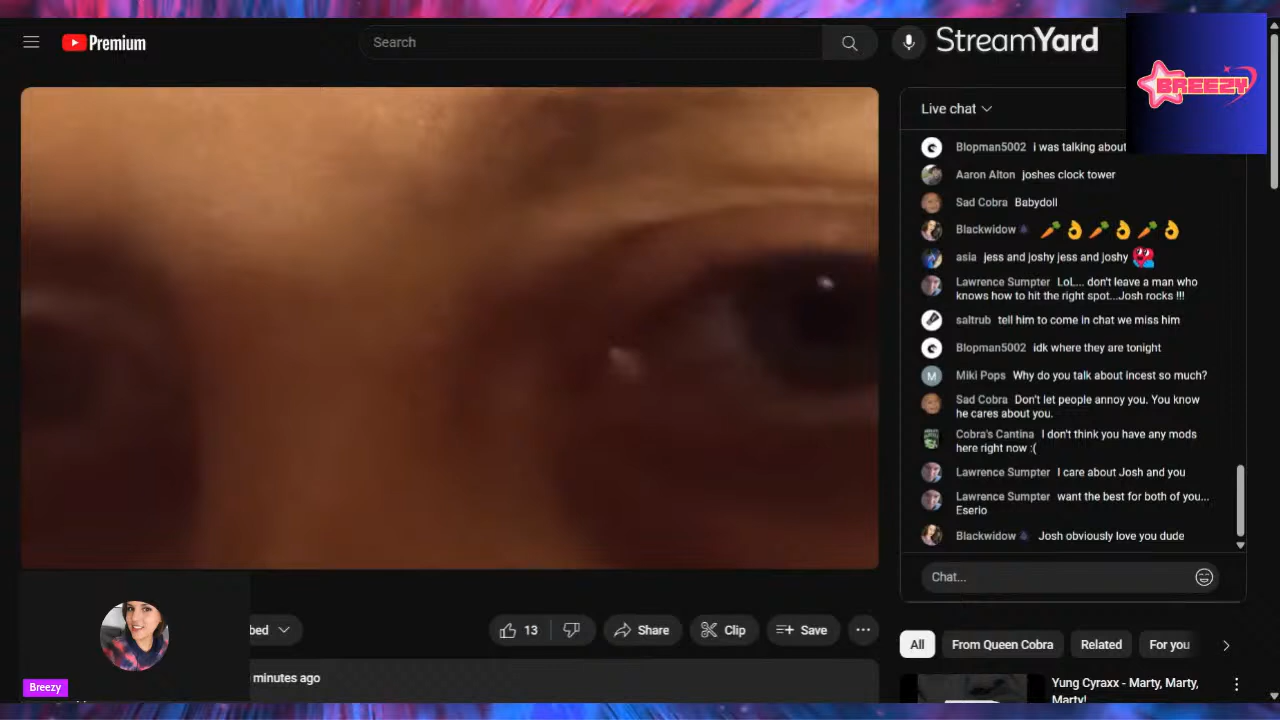 Premium
Search
StreamYard
BREEZY
Live chat
Blopman5002 i was talking about
Aaron Alton joshes clock tower
Sad Cobra Babydoll
Blackwidow
asia jess and joshy jess and joshy
Lawrence Sumpter LoL... don't leave a man who
knows how to hit the right spot...Josh rocks !!!
saltrub tell him to come in chat we miss him
Blopman5002 idk where they are tonight
Miki Pops Why do you talk about incest so much?
M
Sad Cobra Don't let people annoy you. You know
he cares about you.
Cobra's Cantina I don't think you have any mods
here right now :(
Lawrence Sumpter I care about Josh and you
Lawrence Sumpter want the best for both of you...
Eserio
Blackwidow Josh obviously love you dude
Chat...
bed
13
Share
Clip
Save
All
From Queen Cobra
Related
For you
minutes ago
Breezy
Yung Cyraxx - Marty, Marty,
Marty!